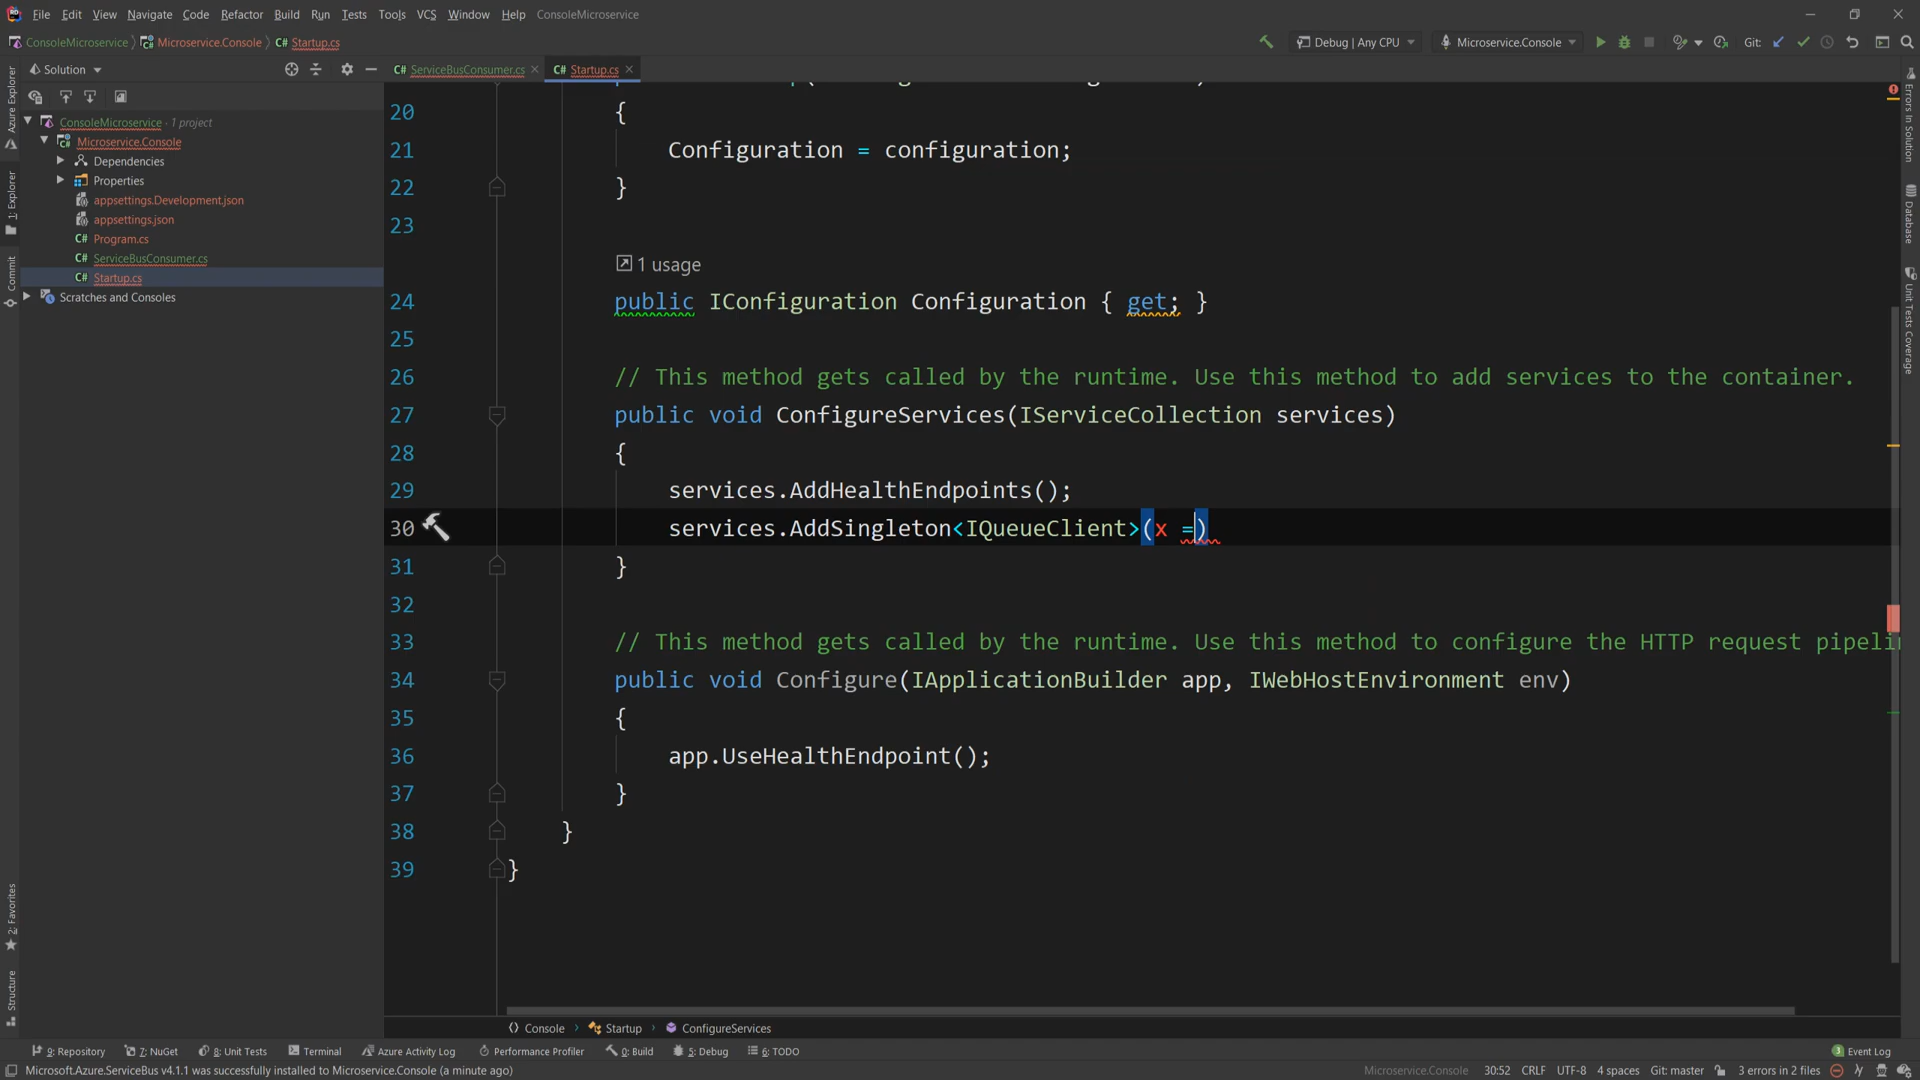 File Edit View Navigate Code Refactor Build Run Tests Tools VCS Window Help ConsoleMicroservice
ConsoleMicroservice Microservice.Console Startup.cs
Debug | Any CPU Microservice.Console Git:
Solution
C# ServiceBusConsumer.cs C# Startup.cs
ConsoleMicroservice · 1 project
Microservice.Console
Dependencies
Properties
appsettings.Development.json
appsettings.json
C# Program.cs
C# ServiceBusConsumer.cs
C# Startup.cs
Scratches and Consoles
Azure Explorer
1: Explorer
Commit
2: Favorites
Structure
20 {
21 Configuration = configuration;
22 }
23
1 usage
24 public IConfiguration Configuration { get; }
25
26 // This method gets called by the runtime. Use this method to add services to the container.
27 public void ConfigureServices(IServiceCollection services)
28 {
29 services.AddHealthEndpoints();
30 services.AddSingleton<IQueueClient>(x =)
31 }
32
33 // This method gets called by the runtime. Use this method to configure the HTTP request pipeli
34 public void Configure(IApplicationBuilder app, IWebHostEnvironment env)
35 {
36 app.UseHealthEndpoint();
37 }
38 }
39 }
Errors In Solution
Database
Unit Tests Coverage
Console Startup ConfigureServices
9: Repository 7: NuGet 8: Unit Tests Terminal Azure Activity Log Performance Profiler 0: Build 5: Debug 6: TODO 3 Event Log
Microsoft.Azure.ServiceBus v4.1.1 was successfully installed to Microservice.Console (a minute ago) Microservice.Console 30:52 CRLF UTF-8 4 spaces Git: master 3 errors in 2 files